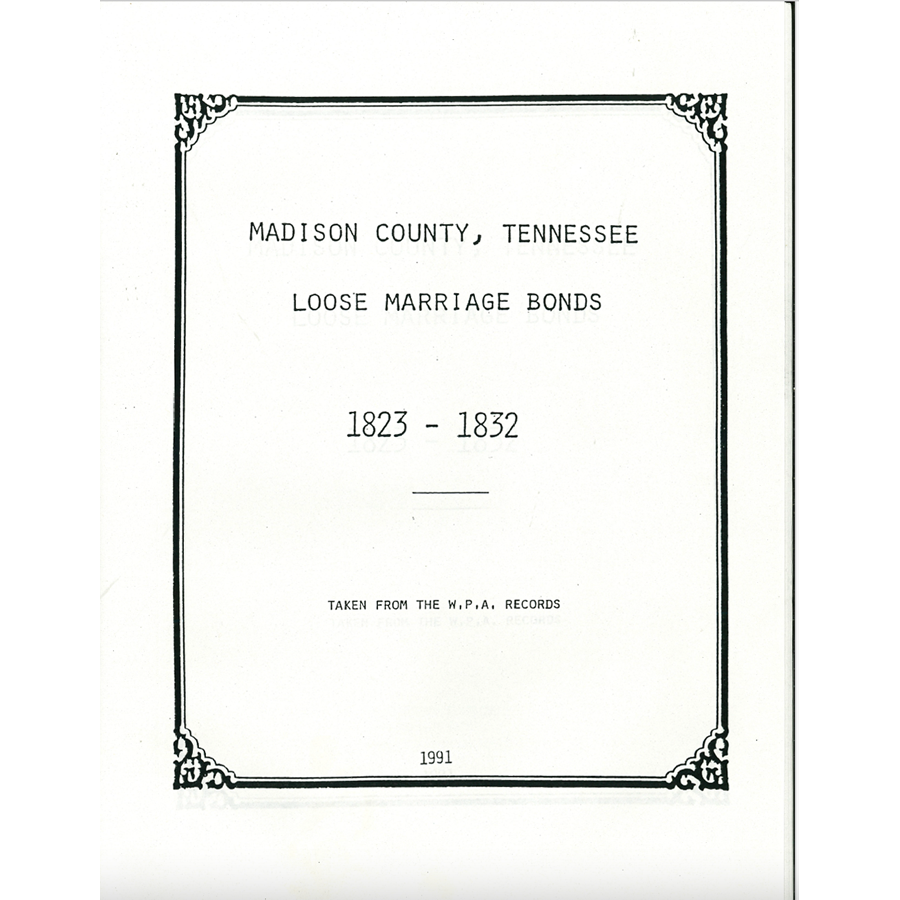 MADISON COUNTY, TENNESSEE
LOOSE MARRIAGE BONDS
1823 - 1832
TAKEN FROM THE W.P.A. RECORDS
1991